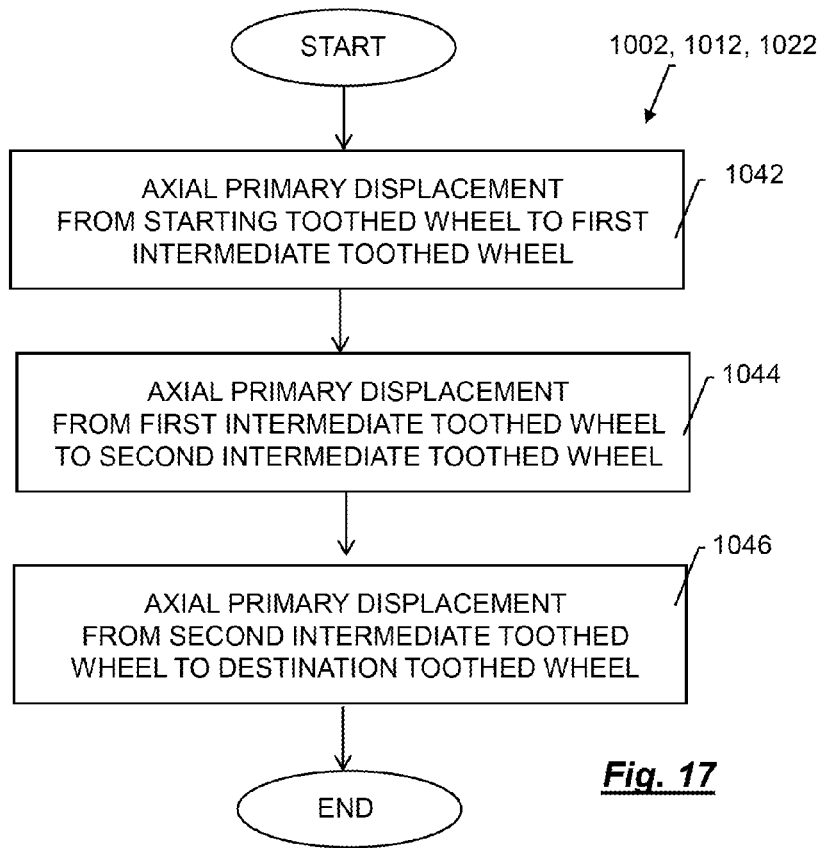 START
1002, 1012, 1022
AXIAL PRIMARY DISPLACEMENT
FROM STARTING TOOTHED WHEEL TO FIRST
INTERMEDIATE TOOTHED WHEEL
1042
AXIAL PRIMARY DISPLACEMENT
FROM FIRST INTERMEDIATE TOOTHED WHEEL
TO SECOND INTERMEDIATE TOOTHED WHEEL
1044
AXIAL PRIMARY DISPLACEMENT
FROM SECOND INTERMEDIATE TOOTHED
WHEEL TO DESTINATION TOOTHED WHEEL
1046
END
Fig. 17